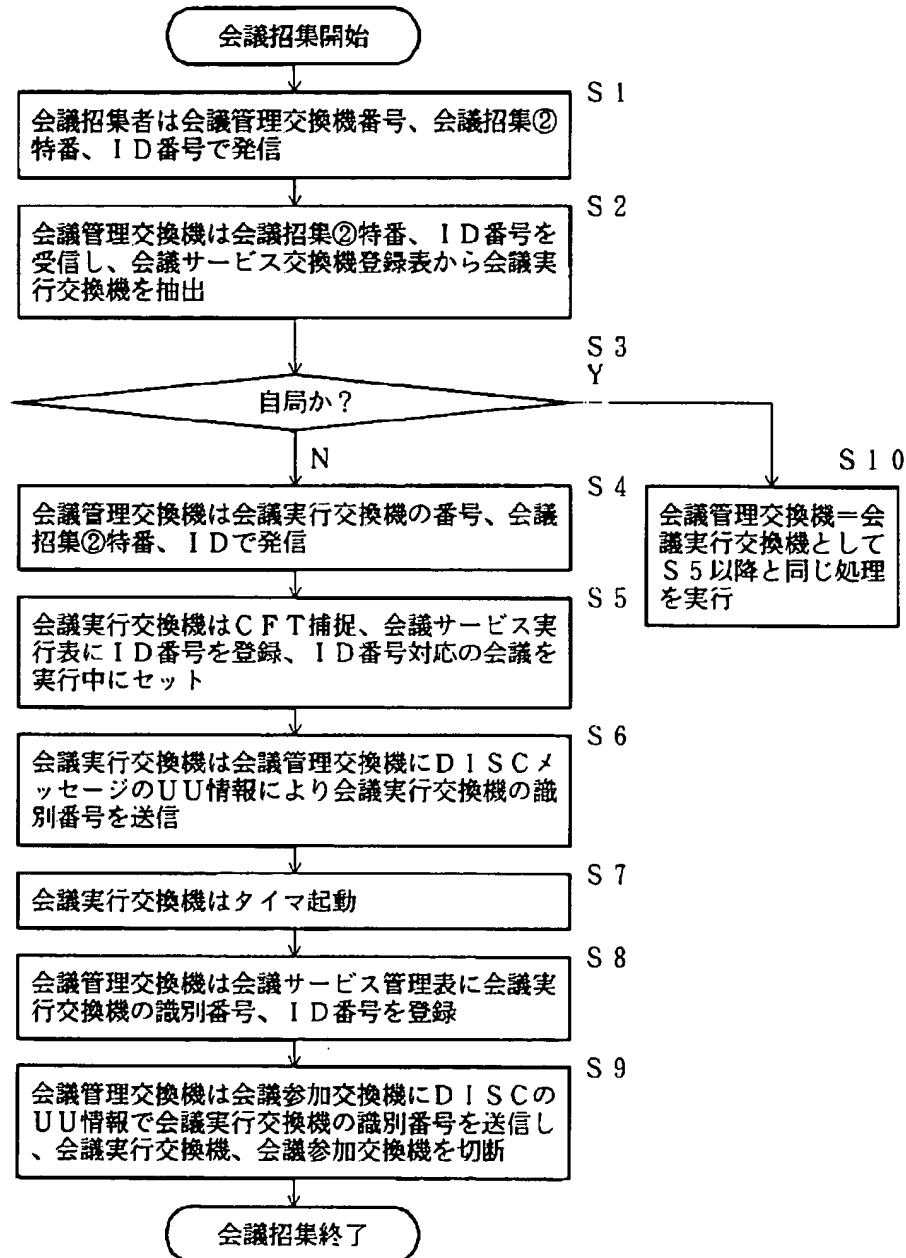 会議招集開始
S1
会議招集者は会議管理交換機番号、会議招集②
特番、ID番号で発信
S2
会議管理交換機は会議招集②特番、ID番号を
受信し、会議サービス交換機登録表から会議実
行交換機を抽出
S3
Y
自局か?
N
S10
会議管理交換機=会
議実行交換機として
S5以降と同じ処理
を実行
S4
会議管理交換機は会議実行交換機の番号、会議
招集②特番、IDで発信
S5
会議実行交換機はCFT捕捉、会議サービス実
行表にID番号を登録、ID番号対応の会議を
実行中にセット
S6
会議実行交換機は会議管理交換機にDISCメ
ッセージのUU情報により会議実行交換機の識
別番号を送信
S7
会議実行交換機はタイマ起動
S8
会議管理交換機は会議サービス管理表に会議実
行交換機の識別番号、ID番号を登録
S9
会議管理交換機は会議参加交換機にDISCの
UU情報で会議実行交換機の識別番号を送信し
、会議実行交換機、会議参加交換機を切断
会議招集終了